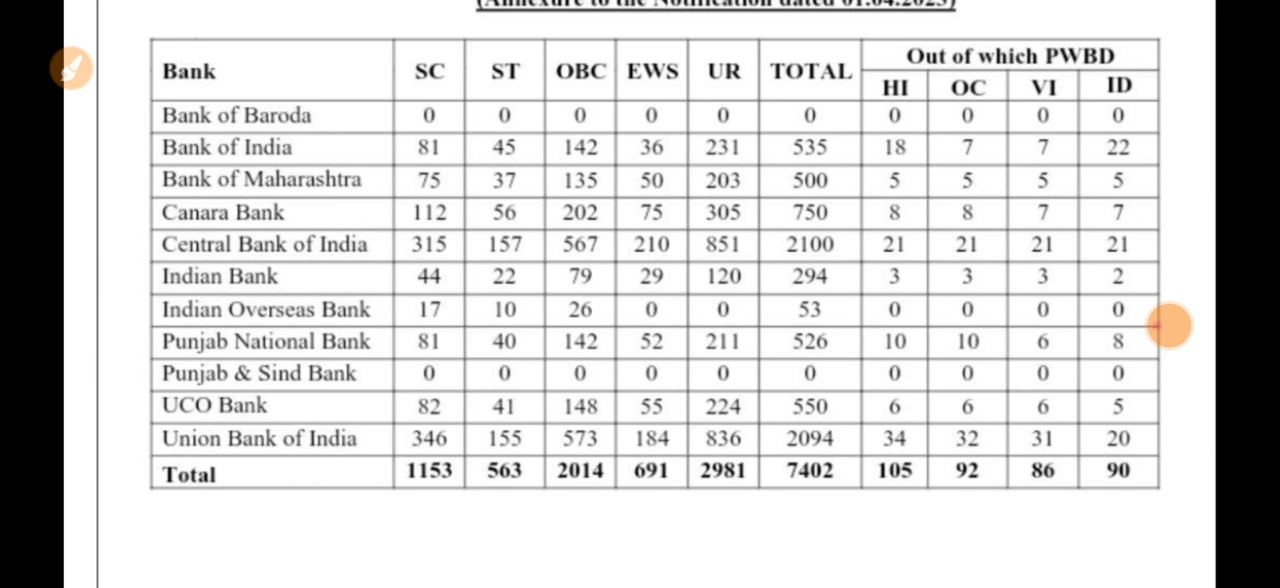 (Annexure to the Notification dated 01.04.2025)
Bank SC ST OBC EWS UR TOTAL Out of which PWBD
HI OC VI ID
Bank of Baroda 0 0 0 0 0 0 0 0 0 0
Bank of India 81 45 142 36 231 535 18 7 7 22
Bank of Maharashtra 75 37 135 50 203 500 5 5 5 5
Canara Bank 112 56 202 75 305 750 8 8 7 7
Central Bank of India 315 157 567 210 851 2100 21 21 21 21
Indian Bank 44 22 79 29 120 294 3 3 3 2
Indian Overseas Bank 17 10 26 0 0 53 0 0 0 0
Punjab National Bank 81 40 142 52 211 526 10 10 6 8
Punjab & Sind Bank 0 0 0 0 0 0 0 0 0 0
UCO Bank 82 41 148 55 224 550 6 6 6 5
Union Bank of India 346 155 573 184 836 2094 34 32 31 20
Total 1153 563 2014 691 2981 7402 105 92 86 90